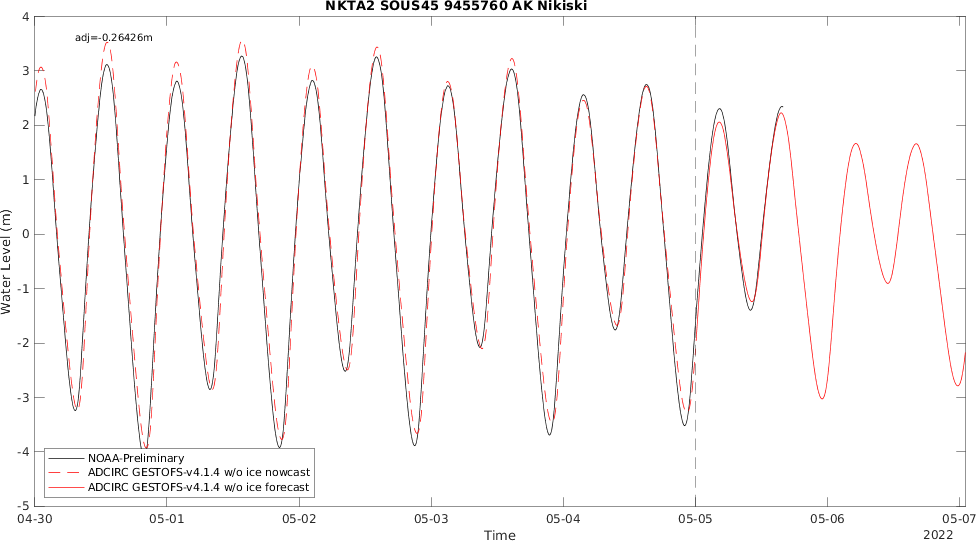 NKTA2 SOUS45 9455760 AK Nikiski
adj=-0.26426m
4
3
2
1
0
-1
-2
-3
-4
-5
Water Level (m)
NOAA-Preliminary
ADCIRC GESTOFS-v4.1.4 w/o ice nowcast
ADCIRC GESTOFS-v4.1.4 w/o ice forecast
04-30 05-01 05-02 05-03 05-04 05-05 05-06 05-07
Time
2022